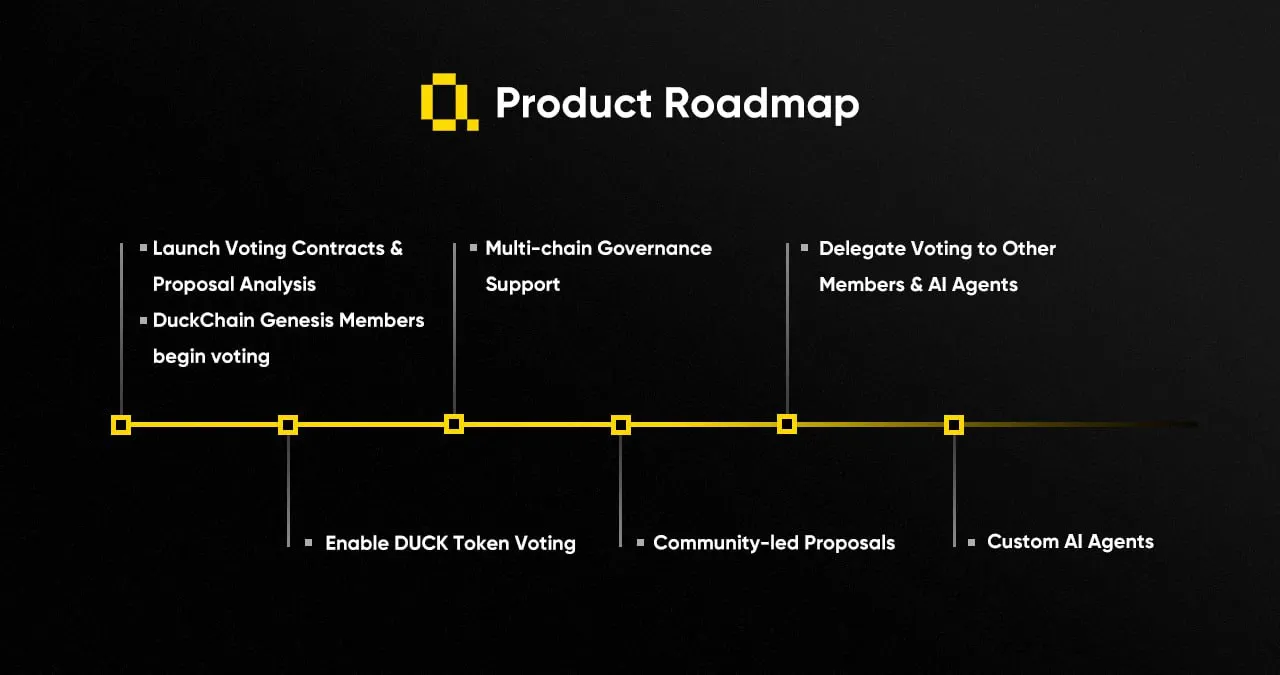 Product Roadmap
Launch Voting Contracts &
Proposal Analysis
DuckChain Genesis Members
begin voting
Multi-chain Governance
Support
Delegate Voting to Other
Members & AI Agents
Enable DUCK Token Voting
Community-led Proposals
Custom AI Agents